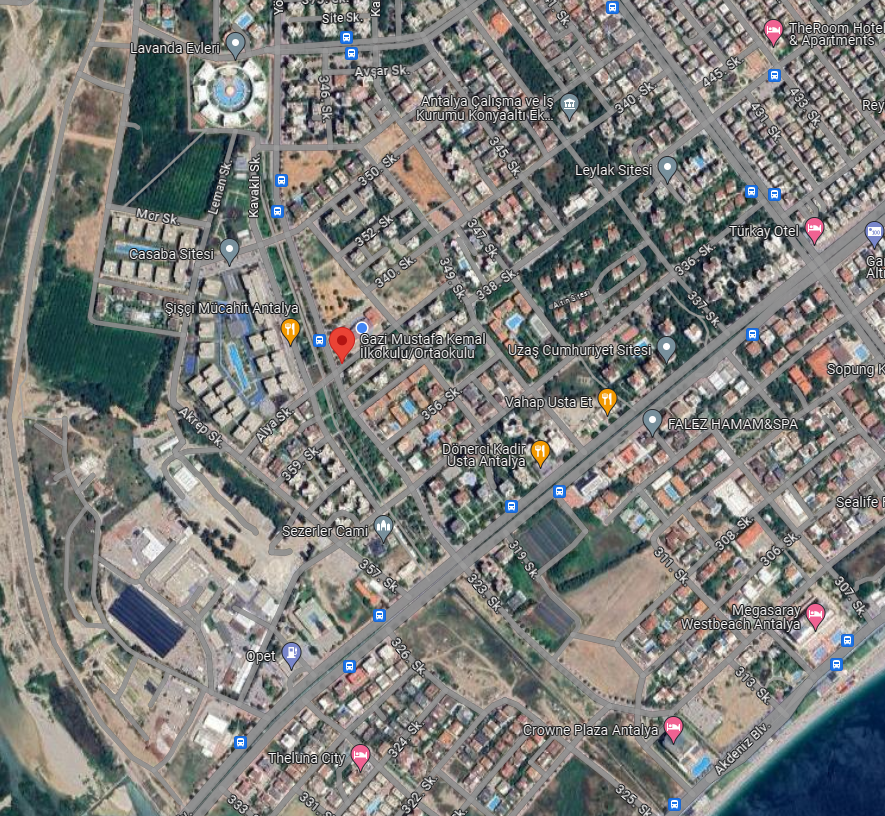 Site Sk.
Lavanda Evleri
Avşar Sk.
346. Sk.
TheRoom Hotel
& Apartments
445. Sk.
Antalya Çalışma ve İş
Kurumu Konyaaltı Ek...
340. Sk.
431. Sk.
433. Sk.
345. Sk.
350. Sk.
Leylak Sitesi
Leman Sk.
Kavaklı Sk.
Mor Sk.
352. Sk.
347. Sk.
Türkay Otel
Casaba Sitesi
340. Sk.
349. Sk.
338. Sk.
336. Sk.
337. Sk.
Şişçi Mücahit Antalya
Gazi Mustafa Kemal
İlkokulu/Ortaokulu
Uzaş Cumhuriyet Sitesi
Sopung K
356. Sk.
Vahap Usta Et
Akrep Sk.
Alya Sk.
FALEZ HAMAM&SPA
Dönerci Kadir
Usta Antalya
359. Sk.
Sealife
Sezerler Cami
319. Sk.
308. Sk.
306. Sk.
311. Sk.
357. Sk.
323. Sk.
307. Sk.
Megasaray
Westbeach Antalya
Opet
326. Sk.
313. Sk.
Crowne Plaza Antalya
324. Sk.
Akdeniz Blv.
Theluna City
322. Sk.
331. Sk.
333
325. Sk.